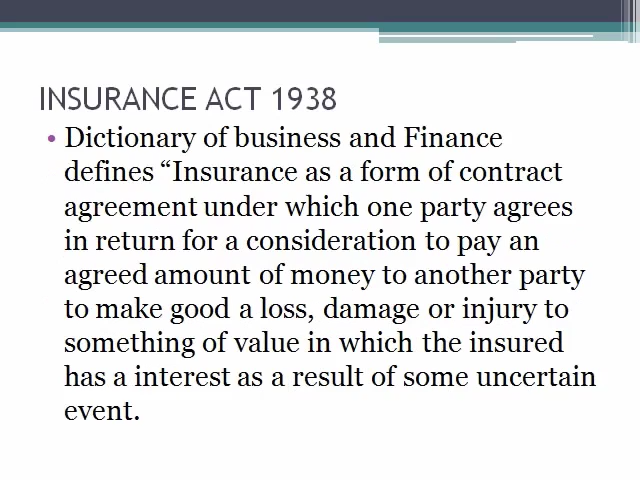 INSURANCE ACT 1938
• Dictionary of business and Finance
defines “Insurance as a form of contract
agreement under which one party agrees
in return for a consideration to pay an
agreed amount of money to another party
to make good a loss, damage or injury to
something of value in which the insured
has a interest as a result of some uncertain
event.